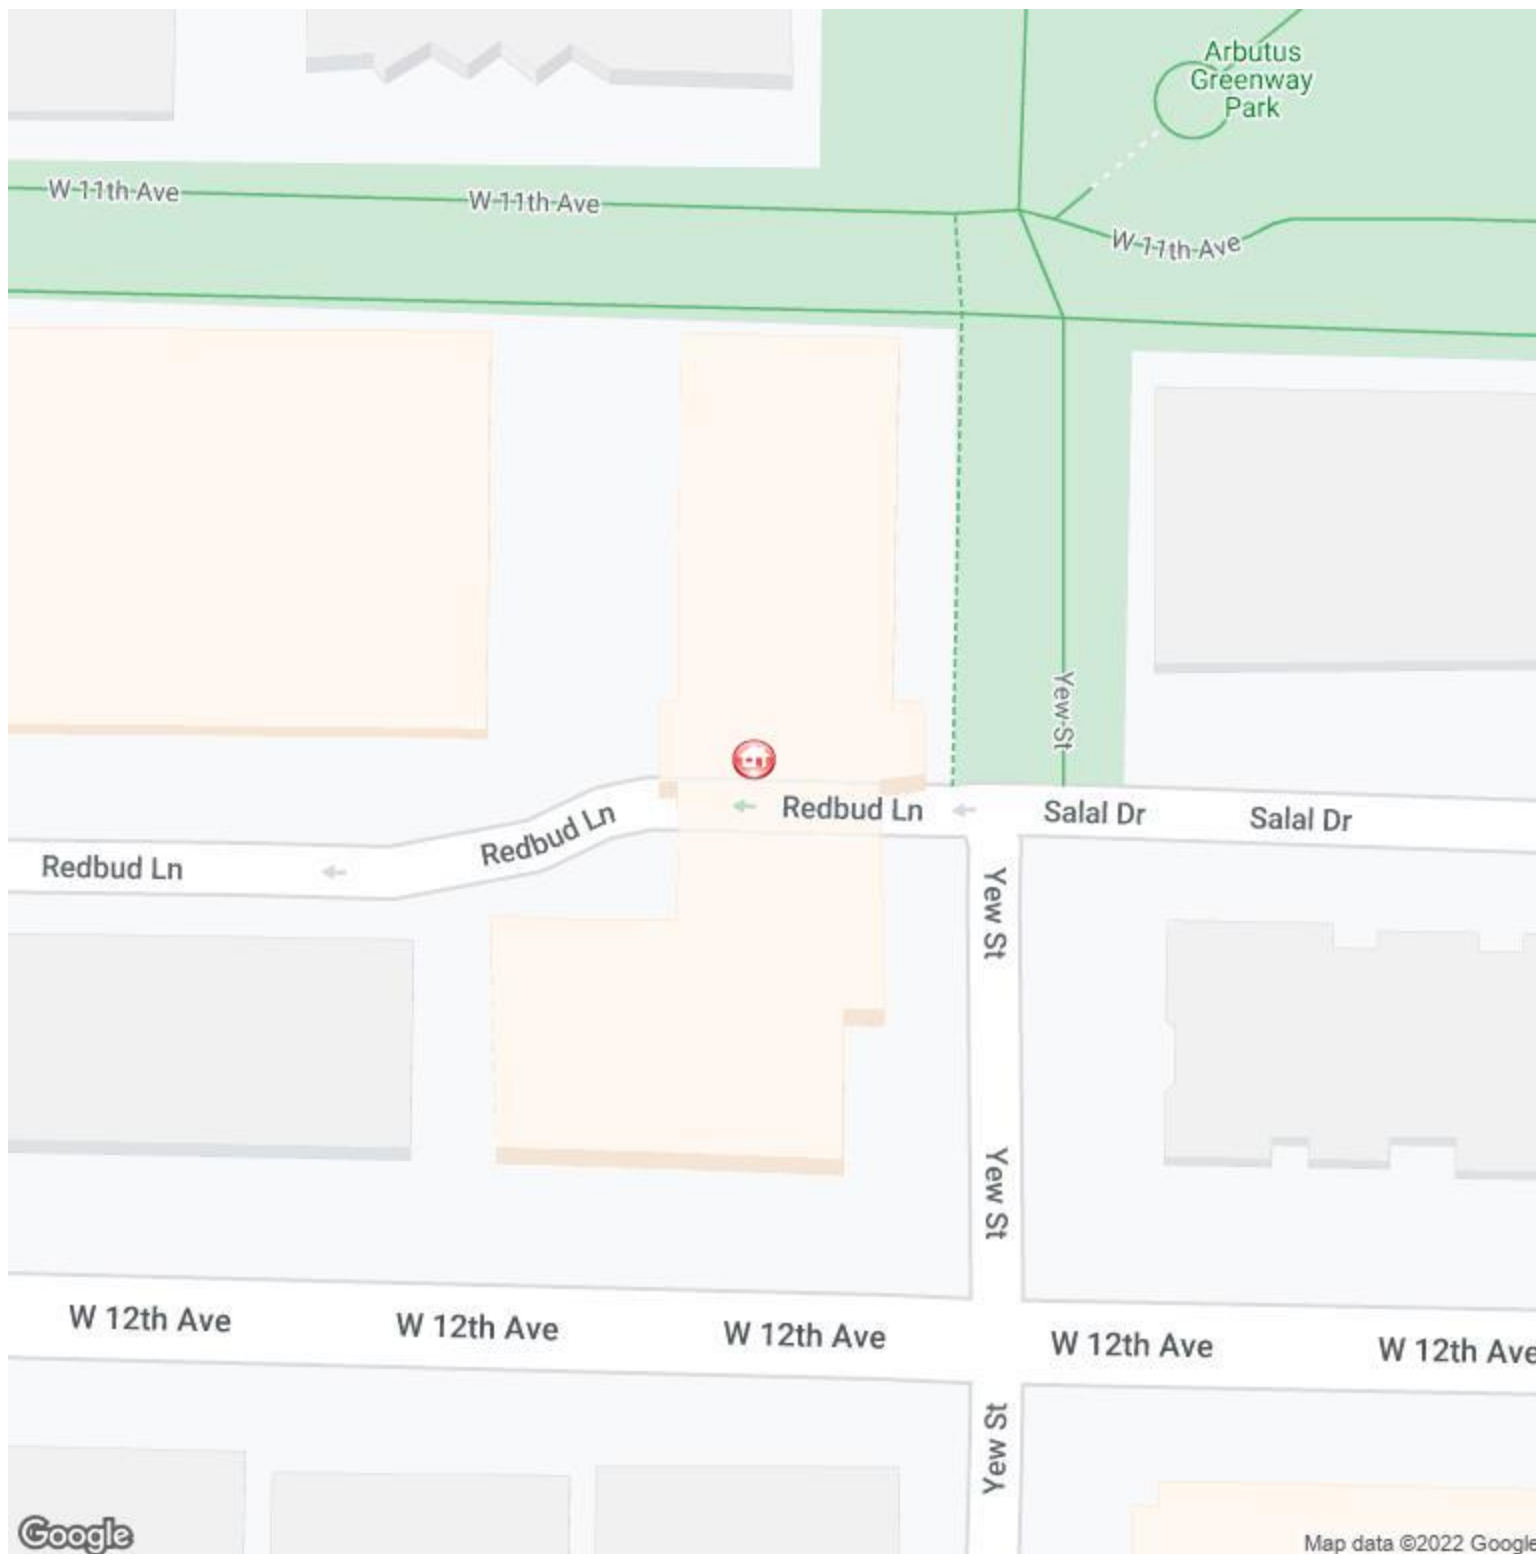 Arbutus
Greenway
Park
W 11th Ave
W 11th Ave
W 11th Ave
Yew St
Redbud Ln
Salal Dr
Salal Dr
Redbud Ln
Redbud Ln
Yew St
Yew St
W 12th Ave
W 12th Ave
W 12th Ave
W 12th Ave
W 12th Ave
Yew St
Google
Map data ©2022 Google